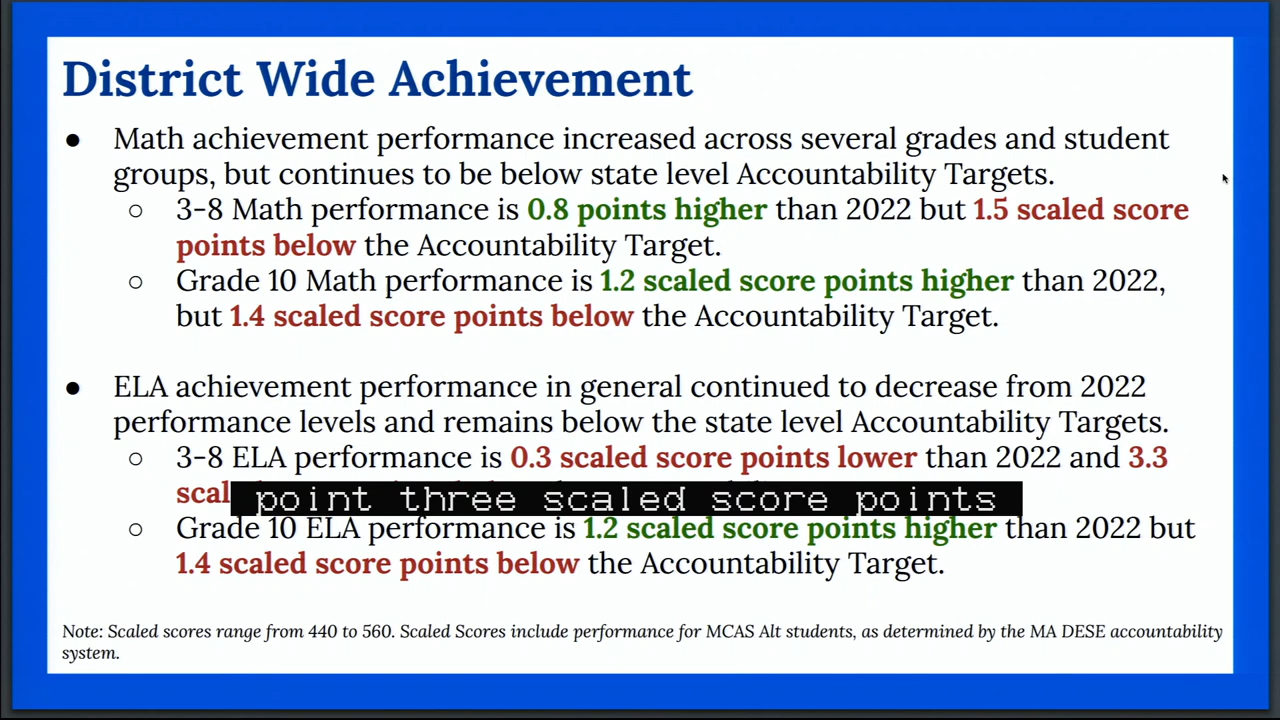 District Wide Achievement
● Math achievement performance increased across several grades and student
groups, but continues to be below state level Accountability Targets.
○ 3-8 Math performance is 0.8 points higher than 2022 but 1.5 scaled score
points below the Accountability Target.
○ Grade 10 Math performance is 1.2 scaled score points higher than 2022,
but 1.4 scaled score points below the Accountability Target.
● ELA achievement performance in general continued to decrease from 2022
performance levels and remains below the state level Accountability Targets.
○ 3-8 ELA performance is 0.3 scaled score points lower than 2022 and 3.3
point three scaled score points
○ Grade 10 ELA performance is 1.2 scaled score points higher than 2022 but
1.4 scaled score points below the Accountability Target.
Note: Scaled scores range from 440 to 560. Scaled Scores include performance for MCAS Alt students, as determined by the MA DESE accountability
system.